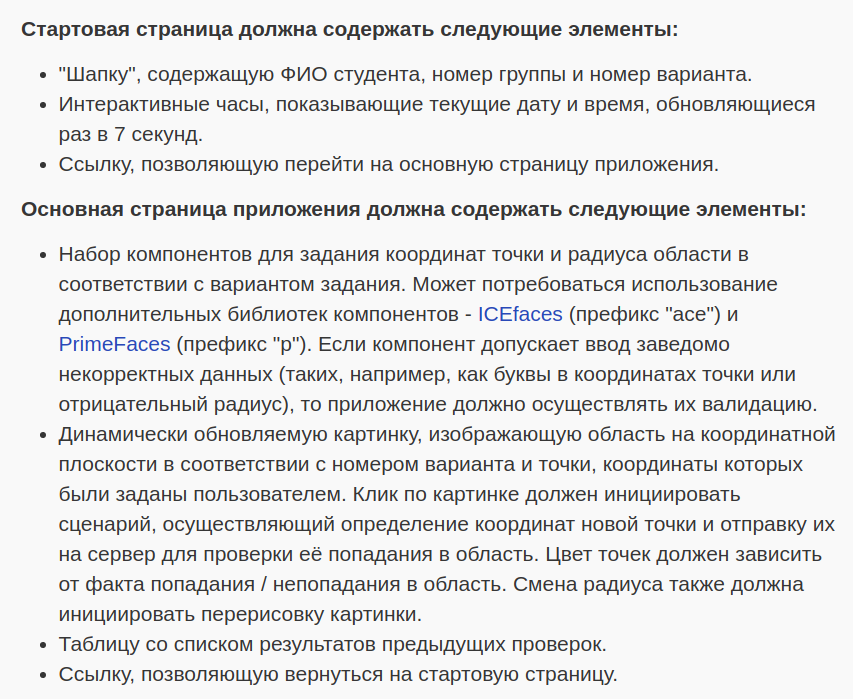 Стартовая страница должна содержать следующие элементы:
• "Шапку", содержащую ФИО студента, номер группы и номер варианта.
• Интерактивные часы, показывающие текущие дату и время, обновляющиеся
раз в 7 секунд.
• Ссылку, позволяющую перейти на основную страницу приложения.
Основная страница приложения должна содержать следующие элементы:
• Набор компонентов для задания координат точки и радиуса области в
соответствии с вариантом задания. Может потребоваться использование
дополнительных библиотек компонентов - ICEfaces (префикс "ace") и
PrimeFaces (префикс "p"). Если компонент допускает ввод заведомо
некорректных данных (таких, например, как буквы в координатах точки или
отрицательный радиус), то приложение должно осуществлять их валидацию.
• Динамически обновляемую картинку, изображающую область на координатной
плоскости в соответствии с номером варианта и точки, координаты которых
были заданы пользователем. Клик по картинке должен инициировать
сценарий, осуществляющий определение координат новой точки и отправку их
на сервер для проверки её попадания в область. Цвет точек должен зависить
от факта попадания / непопадания в область. Смена радиуса также должна
инициировать перерисовку картинки.
• Таблицу со списком результатов предыдущих проверок.
• Ссылку, позволяющую вернуться на стартовую страницу.